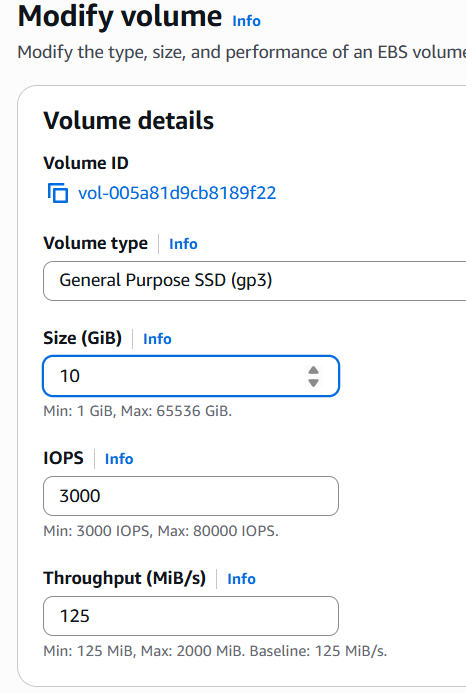 Modify volume Info
Modify the type, size, and performance of an EBS volume
Volume details
Volume ID
vol-005a81d9cb8189f22
Volume type Info
General Purpose SSD (gp3)
Size (GiB) Info
10
Min: 1 GiB, Max: 65536 GiB.
IOPS Info
3000
Min: 3000 IOPS, Max: 80000 IOPS.
Throughput (MiB/s) Info
125
Min: 125 MiB, Max: 2000 MiB. Baseline: 125 MiB/s.